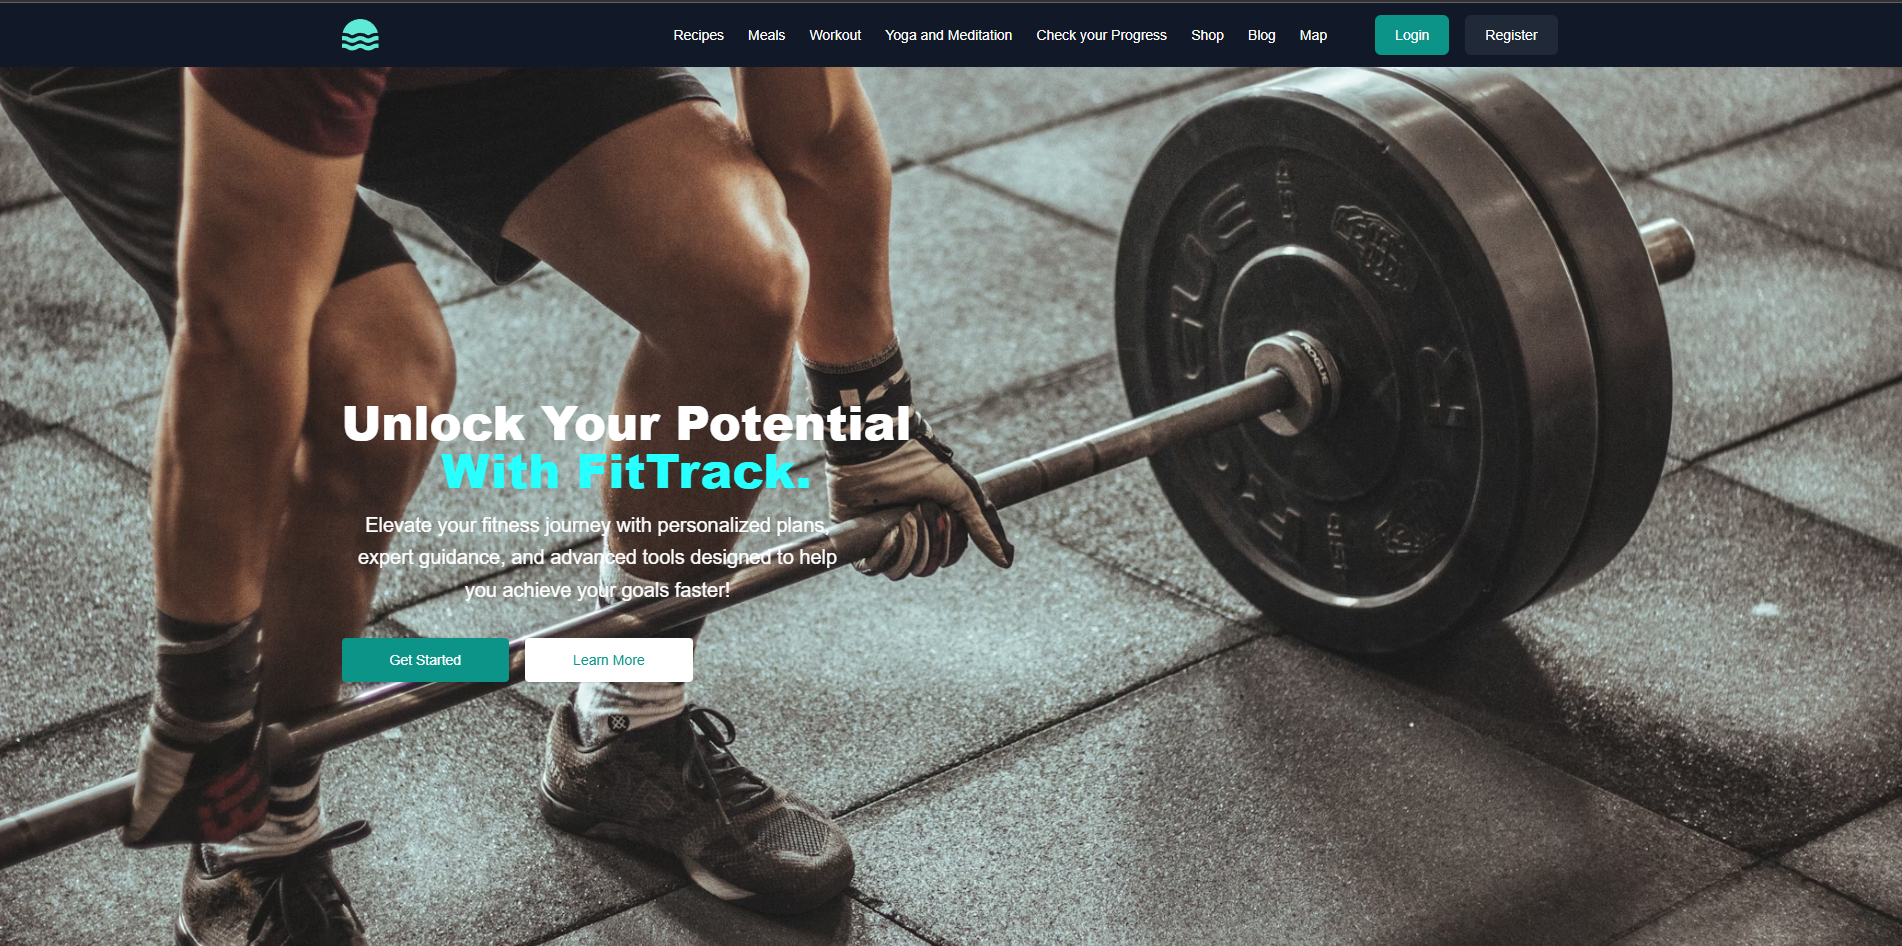 Recipes Meals Workout Yoga and Meditation Check your Progress Shop Blog Map Login Register
Unlock Your Potential
With FitTrack.
Elevate your fitness journey with personalized plans,
expert guidance, and advanced tools designed to help
you achieve your goals faster!
Get Started Learn More
ROGUE